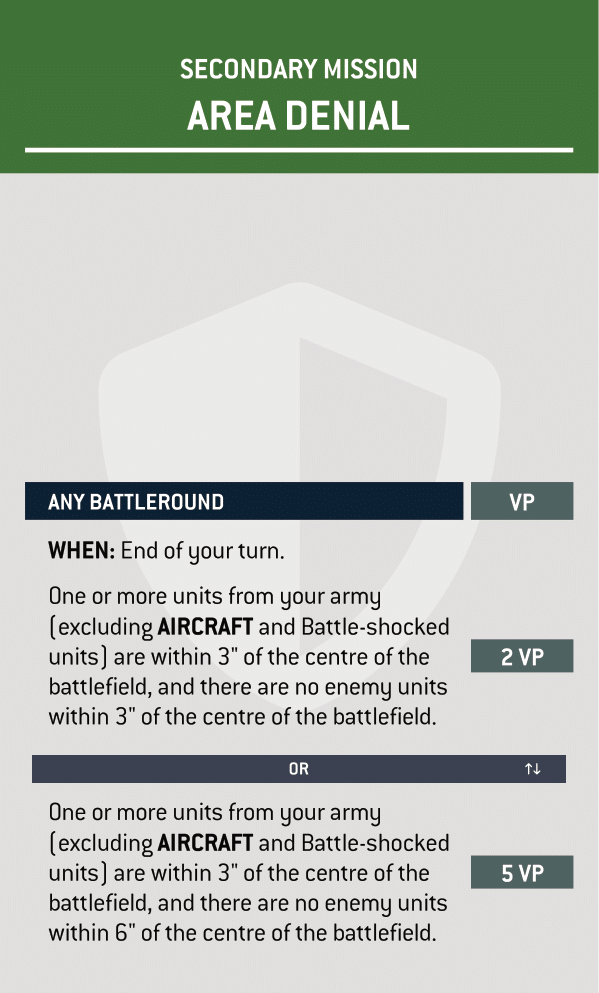 SECONDARY MISSION
AREA DENIAL
ANY BATTLEROUND VP
WHEN: End of your turn.
One or more units from your army
(excluding AIRCRAFT and Battle-shocked
units) are within 3" of the centre of the
battlefield, and there are no enemy units
within 3" of the centre of the battlefield.
2 VP
OR ↑↓
One or more units from your army
(excluding AIRCRAFT and Battle-shocked
units) are within 3" of the centre of the
battlefield, and there are no enemy units
within 6" of the centre of the battlefield.
5 VP